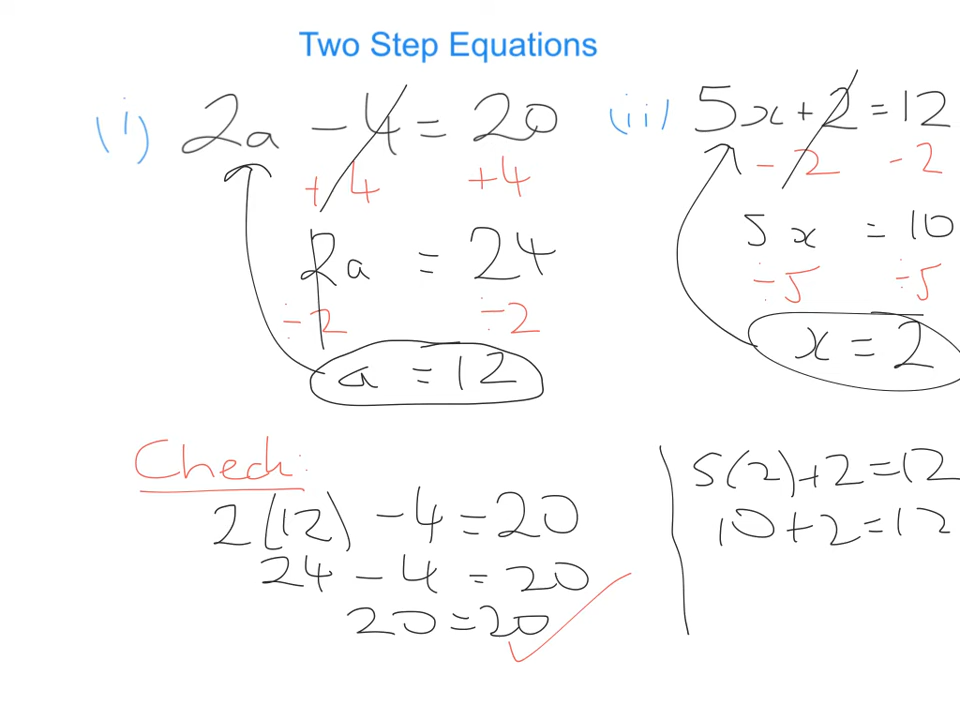 Two Step Equations
(i) 2a - 4 = 20
+ 4 +4
2a = 24
÷2 ÷2
a = 12
Check:
2(12) - 4 = 20
24 - 4 = 20
20 = 20
(ii) 5x + 2 = 12
- 2 - 2
5x = 10
÷5 ÷5
x = 2
5(2) + 2 = 12
10 + 2 = 12